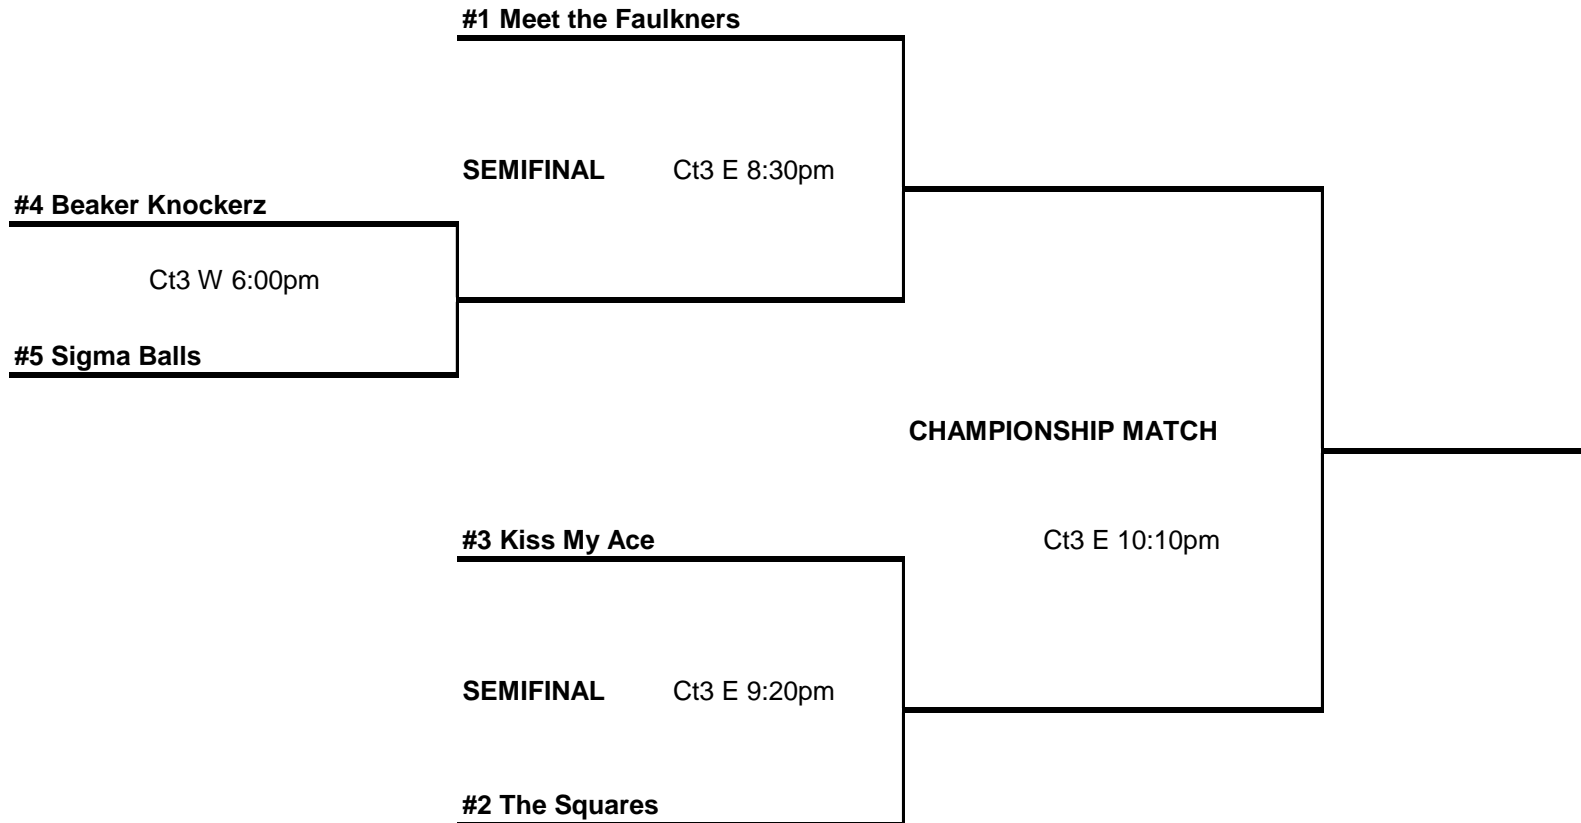 #1 Meet the Faulkners
SEMIFINAL Ct3 E 8:30pm
#4 Beaker Knockerz
Ct3 W 6:00pm
#5 Sigma Balls
CHAMPIONSHIP MATCH
#3 Kiss My Ace
Ct3 E 10:10pm
SEMIFINAL Ct3 E 9:20pm
#2 The Squares